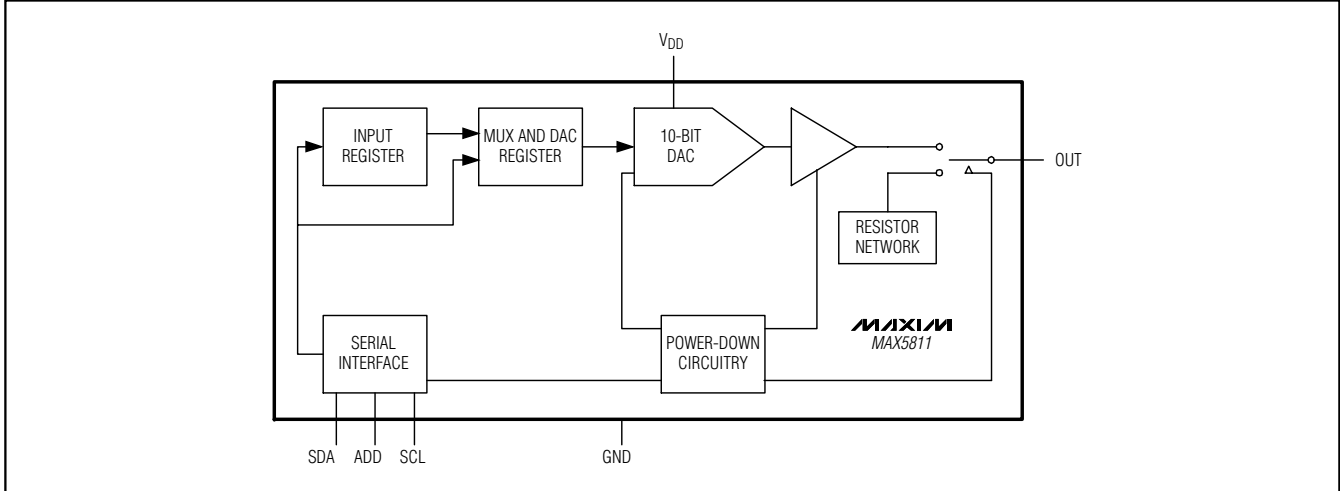 VDD
INPUT
REGISTER
MUX AND DAC
REGISTER
10-BIT
DAC
OUT
RESISTOR
NETWORK
SERIAL
INTERFACE
POWER-DOWN
CIRCUITRY
MAXIM
MAX5811
SDA ADD SCL
GND